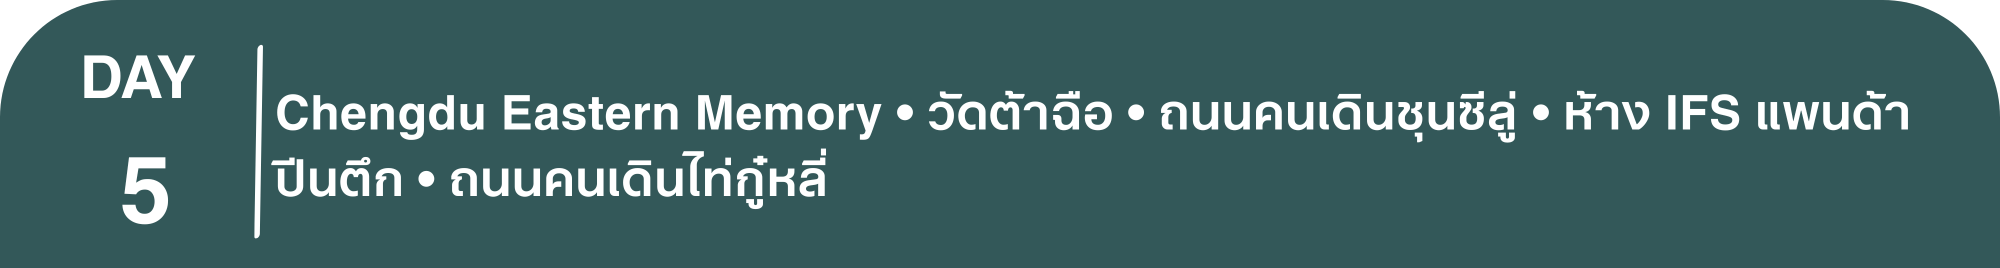 DAY
5
Chengdu Eastern Memory • วัดต้าฉือ • ถนนคนเดินชุนซีลู่ • ห้าง IFS แพนด้า
ปีนตึก • ถนนคนเดินไท่กู๋หลี่